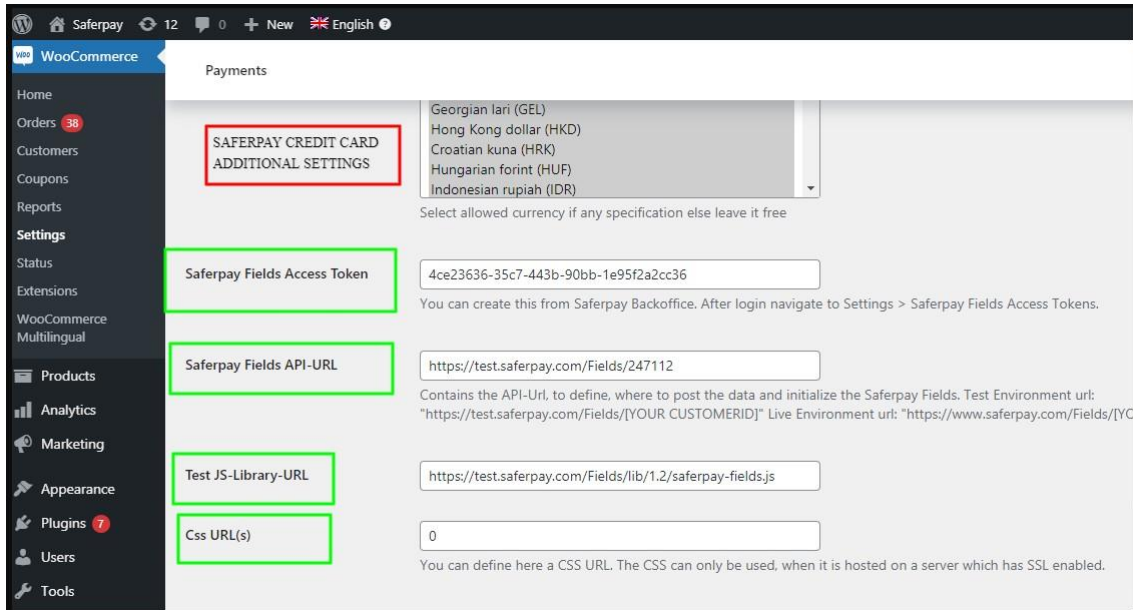 Saferpay 12 0 New English
WooCommerce
Home
Orders 38
Customers
Coupons
Reports
Settings
Status
Extensions
WooCommerce
Multilingual
Products
Analytics
Marketing
Appearance
Plugins 7
Users
Tools
Payments
SAFERPAY CREDIT CARD
ADDITIONAL SETTINGS
Georgian lari (GEL)
Hong Kong dollar (HKD)
Croatian kuna (HRK)
Hungarian forint (HUF)
Indonesian rupiah (IDR)
Select allowed currency if any specification else leave it free
Saferpay Fields Access Token
4ce23636-35c7-443b-90bb-1e95f2a2cc36
You can create this from Saferpay Backoffice. After login navigate to Settings > Saferpay Fields Access Tokens.
Saferpay Fields API-URL
https://test.saferpay.com/Fields/247112
Contains the API-Url, to define, where to post the data and initialize the Saferpay Fields. Test Environment url:
"https://test.saferpay.com/Fields/[YOUR CUSTOMERID]" Live Environment url: "https://www.saferpay.com/Fields/[YO
Test JS-Library-URL
https://test.saferpay.com/Fields/lib/1.2/saferpay-fields.js
Css URL(s)
0
You can define here a CSS URL. The CSS can only be used, when it is hosted on a server which has SSL enabled.